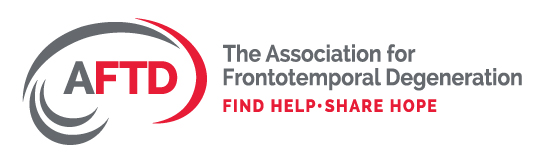 AFTD
The Association for
Frontotemporal Degeneration
FIND HELP•SHARE HOPE